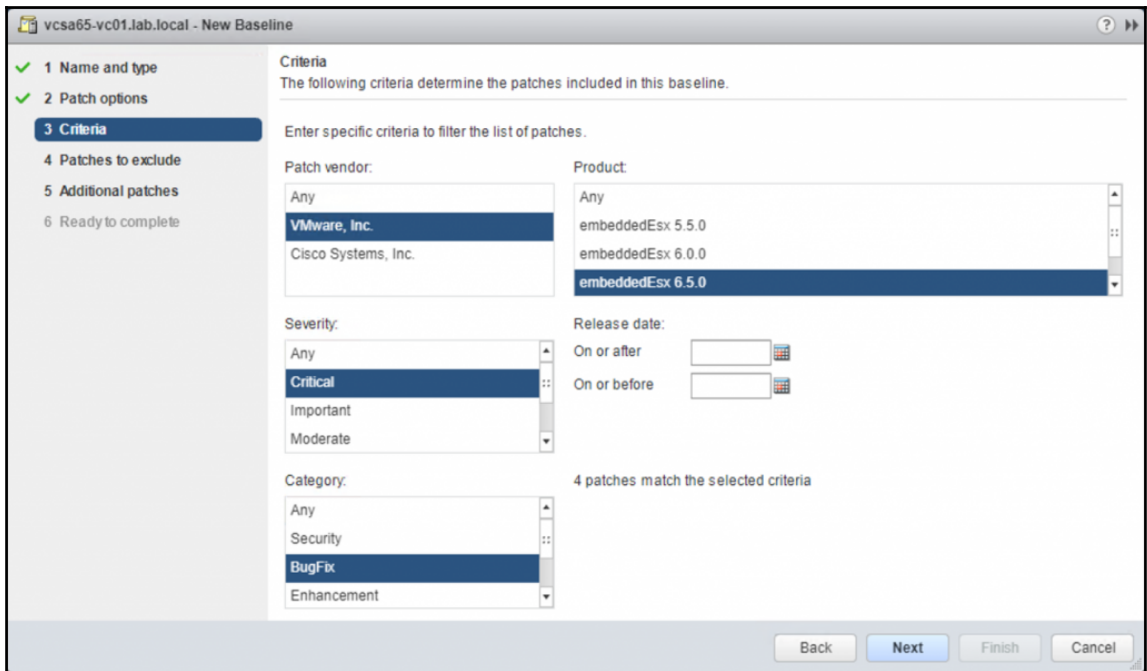 vcsa65-vc01.lab.local - New Baseline
1 Name and type
2 Patch options
3 Criteria
4 Patches to exclude
5 Additional patches
6 Ready to complete
Criteria
The following criteria determine the patches included in this baseline.
Enter specific criteria to filter the list of patches.
Patch vendor:
Any
VMware, Inc.
Cisco Systems, Inc.
Product:
Any
embeddedEsx 5.5.0
embeddedEsx 6.0.0
embeddedEsx 6.5.0
Severity:
Any
Critical
Important
Moderate
Release date:
On or after
On or before
Category:
Any
Security
BugFix
Enhancement
4 patches match the selected criteria
Back
Next
Finish
Cancel